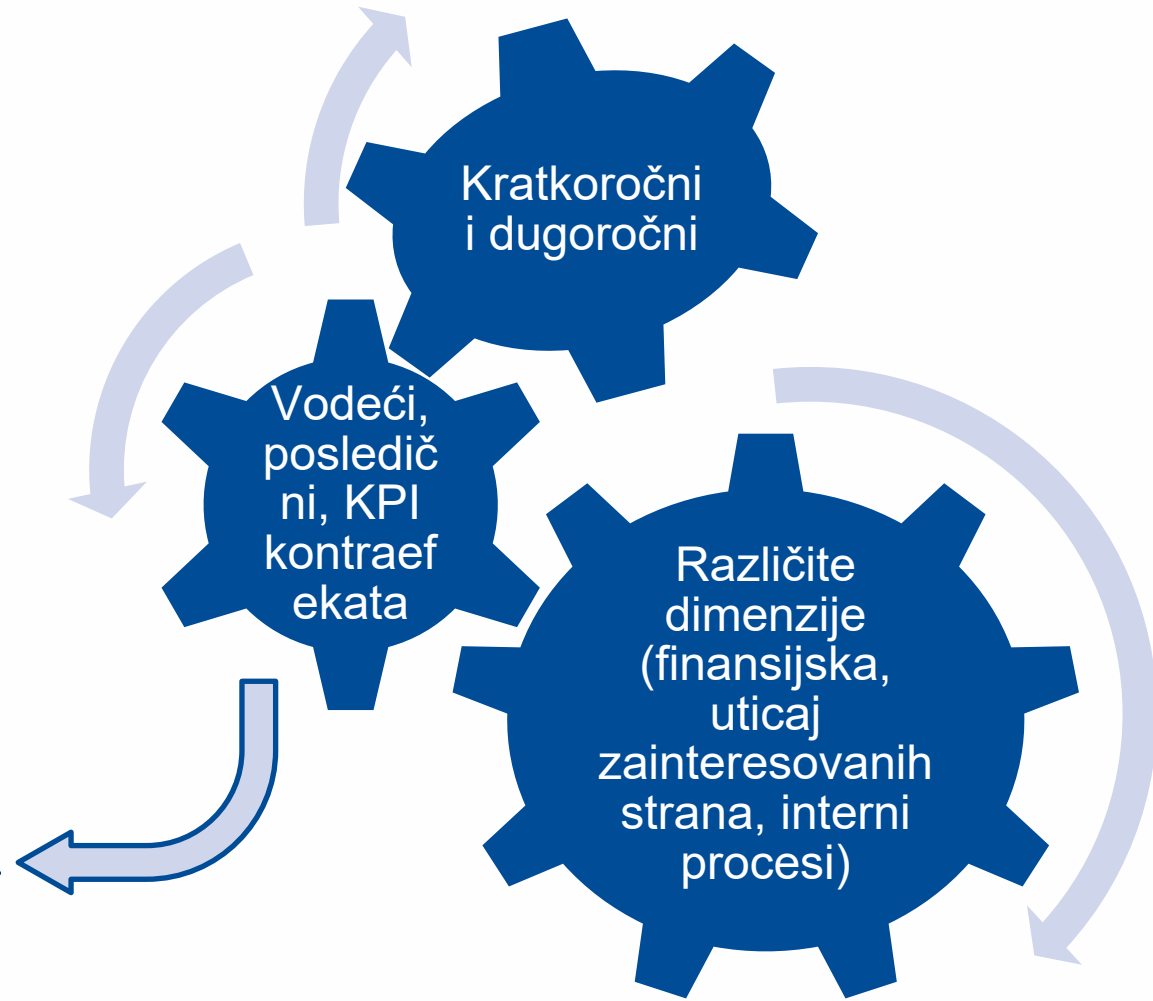 Kratkoročni
i dugoročni
Vodeći,
posledič
ni, KPI
kontraef
ekata
Različite
dimenzije
(finansijska,
uticaj
zainteresovanih
strana, interni
procesi)